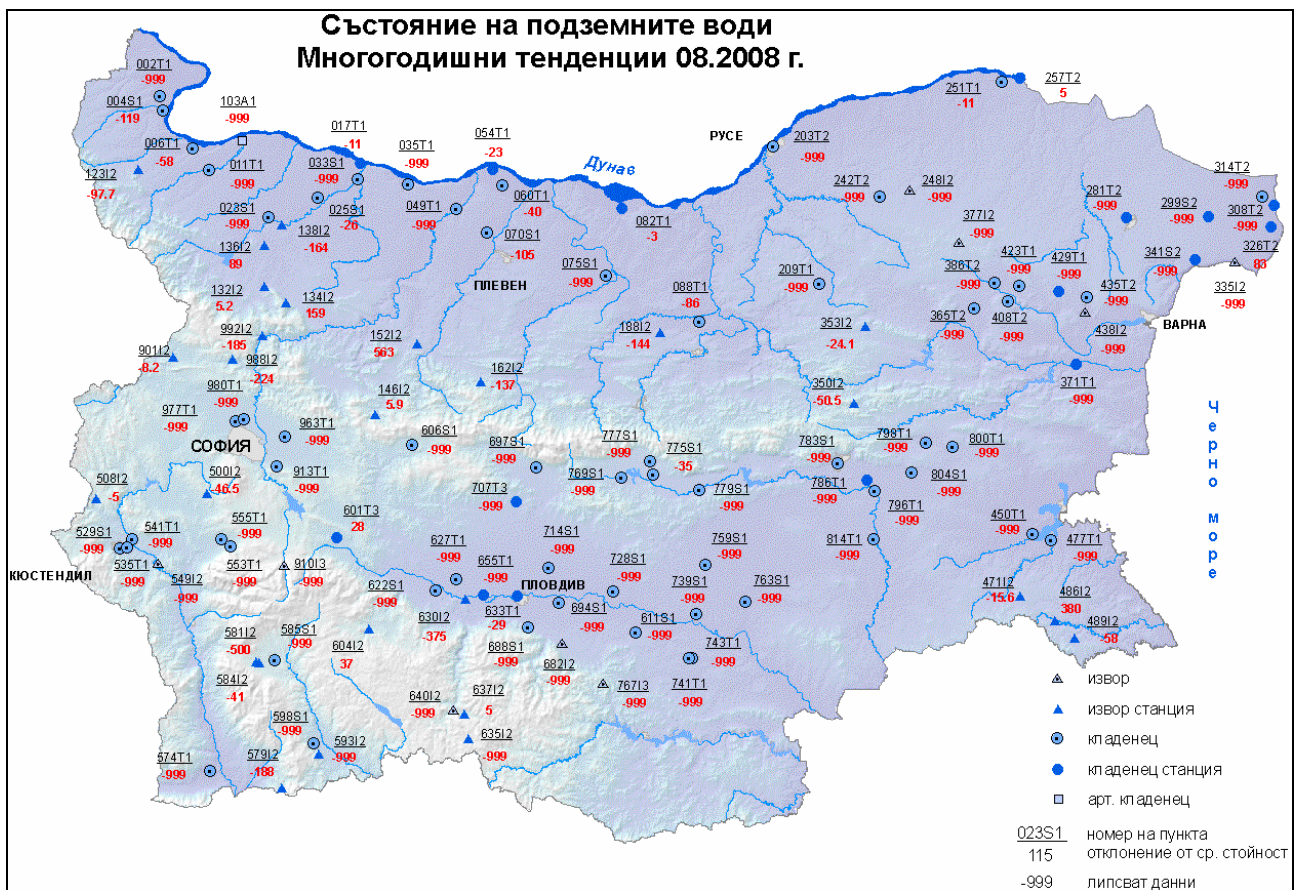 Състояние на подземните води
Многогодишни тенденции 08.2008 г.
002T1
-999
004S1
-119
103A1
-999
006T1
-58
011T1
-999
123I2
-97.7
017T1
-11
033S1
-999
035T1
-999
054T1
-23
023S1
-999
025S1
-26
049T1
-999
060T1
-40
138I2
-164
136I2
89
070S1
-105
082T1
-3
Дунав
РУСЕ
203T2
-999
251T1
-11
257T2
5
242T2
-999
248I2
-999
281T2
-999
299S2
-999
314T2
-999
308T2
-999
377I2
-999
326T2
83
386T2
-999
423T1
-999
429T1
-999
341S2
-999
335I2
-999
435T2
-999
075S1
-999
ПЛЕВЕН
088T1
-86
209T1
-999
132I2
5.2
134I2
159
365T2
-999
408T2
-999
438I2
-999
ВАРНА
992I2
-185
152I2
563
188I2
-144
353I2
-24.1
901I2
-8.2
988I2
-224
162I2
-137
371T1
-999
980T1
-999
146I2
5.9
350I2
-50.5
977T1
-999
963T1
-999
СОФИЯ
606S1
-999
697S1
-999
777S1
-999
775S1
-35
783S1
-999
798T1
-999
800T1
-999
Черно море
508I2
-5
500I2
-46.5
913T1
-999
769S1
-999
779S1
-999
786T1
-999
804S1
-999
707T3
-999
796T1
-999
601T3
28
529S1
-999
541T1
-999
555T1
-999
450T1
-999
477T1
-999
627T1
-999
714S1
-999
759S1
-999
814T1
-999
КЮСТЕНДИЛ
535T1
-999
549I2
-999
553T1
-999
910I3
-999
655T1
-999
ПЛОВДИВ
728S1
-999
622S1
-999
739S1
-999
763S1
-999
471I2
-15.6
486I2
380
489I2
-58
630I2
-375
633T1
-29
694S1
-999
611S1
-999
581I2
-500
585S1
-999
604I2
37
688S1
-999
682I2
-999
743T1
-999
584I2
-41
640I2
-999
637I2
5
767I3
-999
741T1
-999
598S1
-999
593I2
-999
635I2
-999
574T1
-999
579I2
-188
извор
извор станция
кладенец
кладенец станция
арт. кладенец
023S1 номер на пункта
115 отклонение от ср. стойност
-999 липсват данни